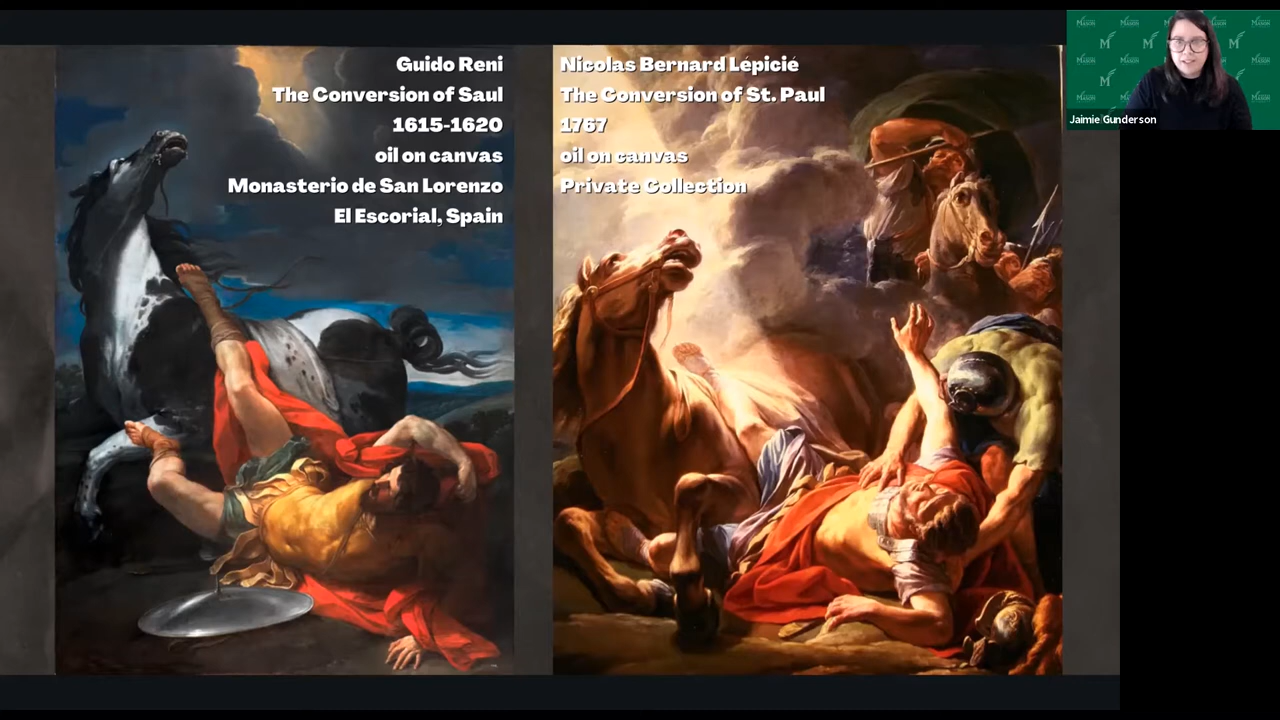 Guido Reni
The Conversion of Saul
1615-1620
oil on canvas
Monasterio de San Lorenzo
El Escorial, Spain
Nicolas Bernard Lépicié
The Conversion of St. Paul
1767
oil on canvas
Private Collection
Jaimie Gunderson